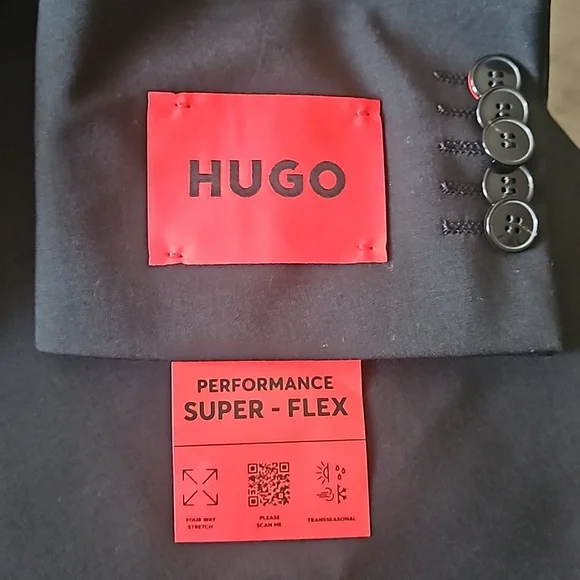 HUGO
PERFORMANCE
SUPER - FLEX
FOUR WAY
STRETCH
PLEASE
SCAN ME
TRANSSEASONAL